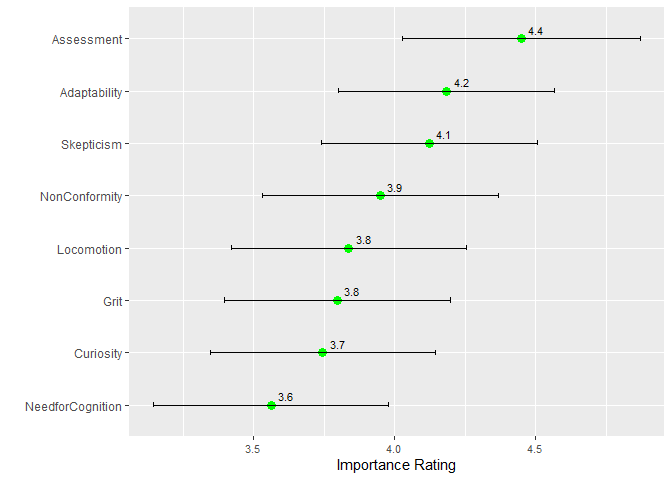 Assessment
4.4
Adaptability
4.2
Skepticism
4.1
NonConformity
3.9
Locomotion
3.8
Grit
3.8
Curiosity
3.7
NeedforCognition
3.6
3.5 4.0 4.5
Importance Rating